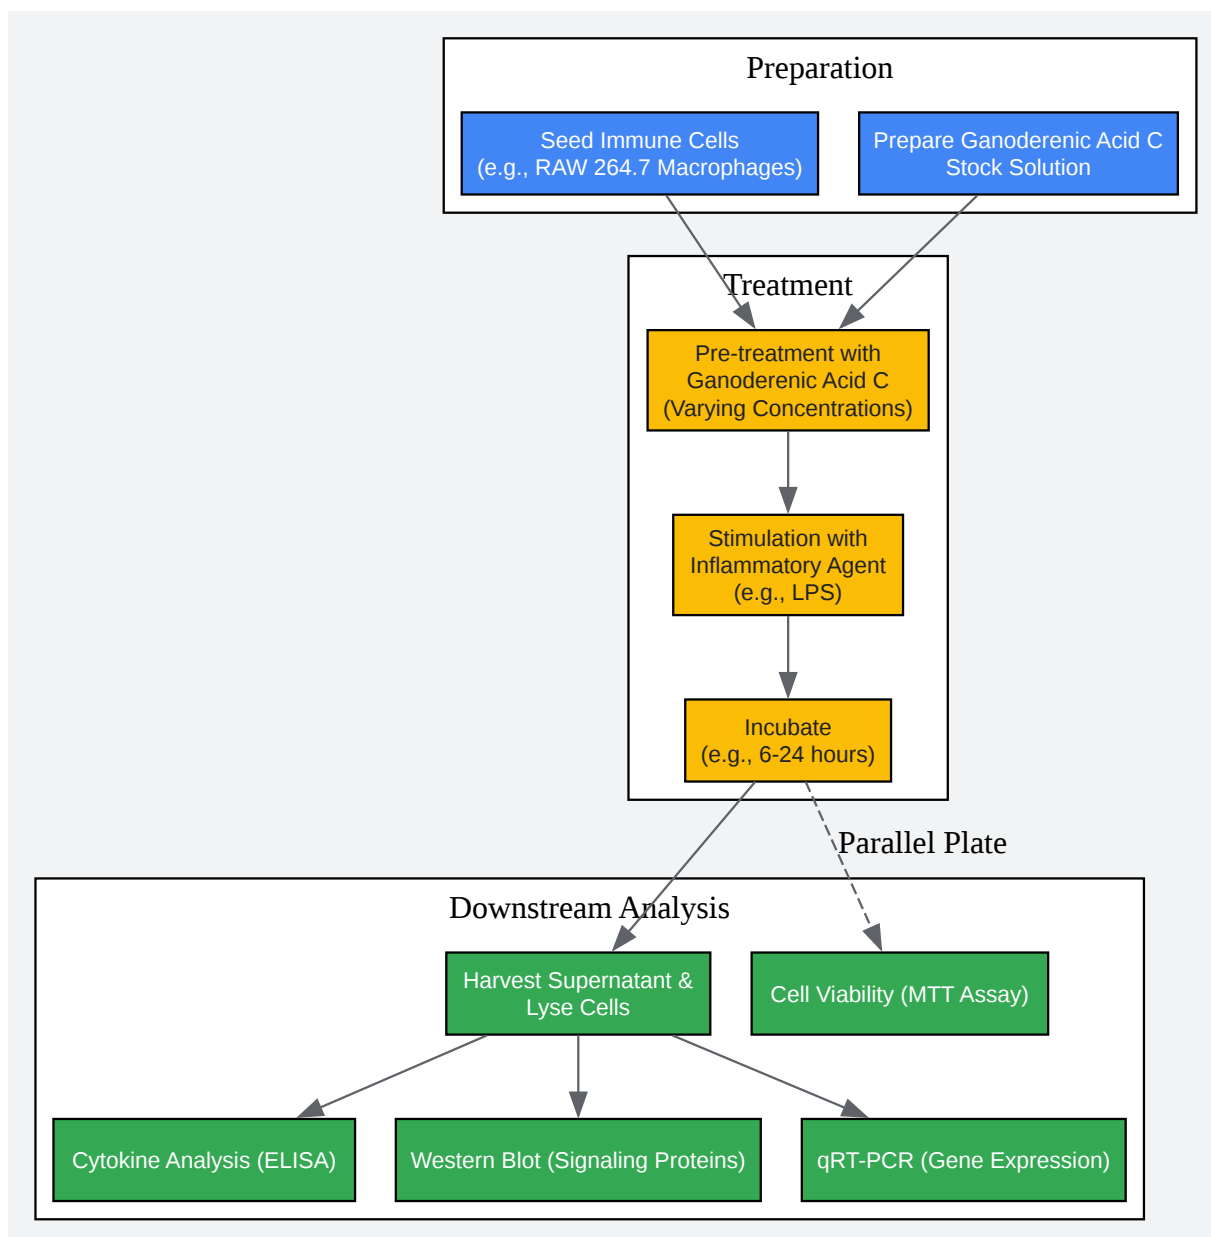 Preparation
Seed Immune Cells
(e.g., RAW 264.7 Macrophages)
Prepare Ganoderenic Acid C
Stock Solution
Treatment
Pre-treatment with
Ganoderenic Acid C
(Varying Concentrations)
Stimulation with
Inflammatory Agent
(e.g., LPS)
Incubate
(e.g., 6-24 hours)
Parallel Plate
Downstream Analysis
Harvest Supernatant &
Lyse Cells
Cell Viability (MTT Assay)
Cytokine Analysis (ELISA)
Western Blot (Signaling Proteins)
qRT-PCR (Gene Expression)